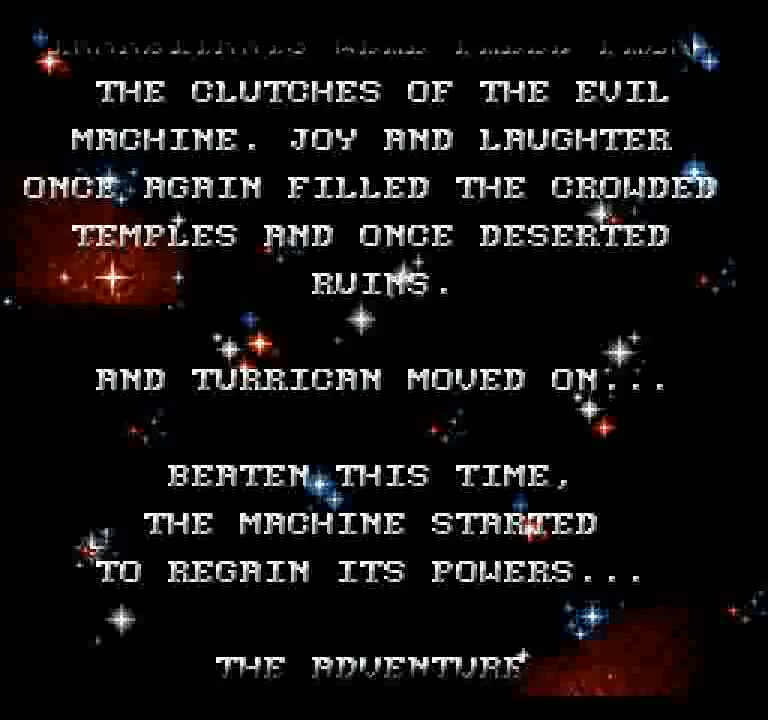 THE CLUTCHES OF THE EVIL
MACHINE. JOY AND LAUGHTER
ONCE AGAIN FILLED THE CROWDED
TEMPLES AND ONCE DESERTED
RUINS.
AND TURRICAN MOVED ON...
BEATEN THIS TIME,
THE MACHINE STARTED
TO REGAIN ITS POWERS...
THE ADVENTURE